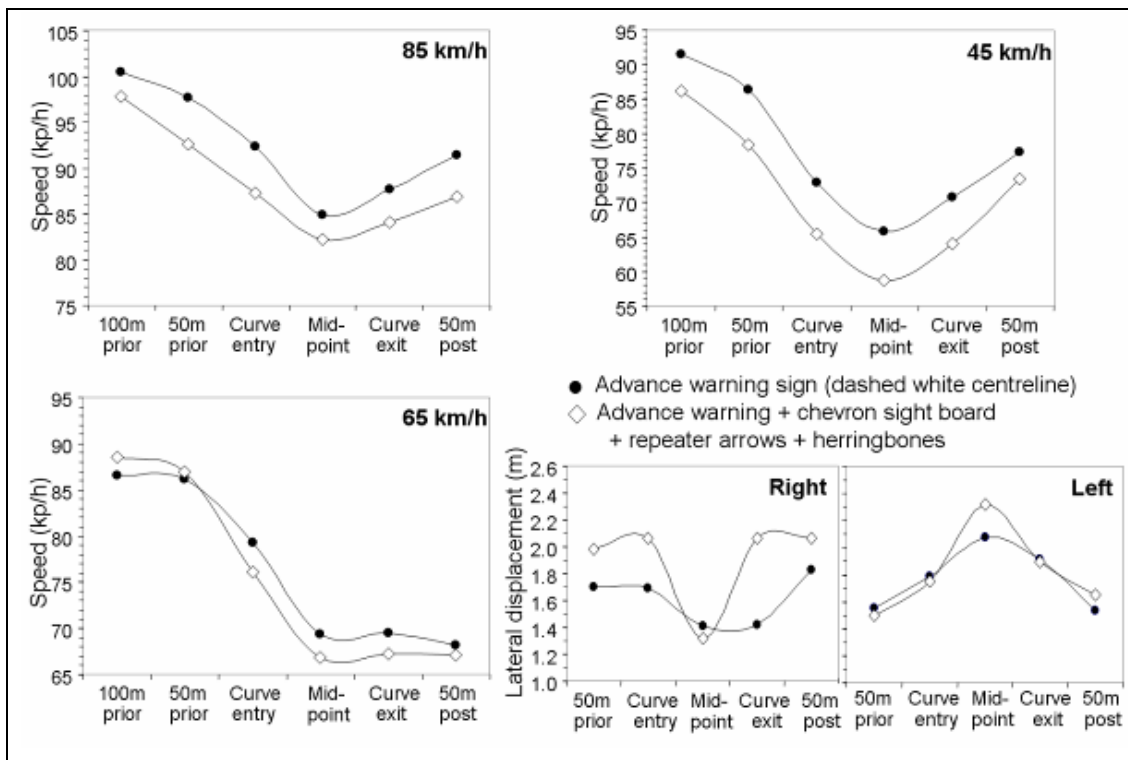 85 km/h
Speed (kp/h)
105
100
95
90
85
80
75
100m prior
50m prior
Curve entry
Mid-point
Curve exit
50m post
45 km/h
Speed (kp/h)
95
90
85
80
75
70
65
60
55
100m prior
50m prior
Curve entry
Mid-point
Curve exit
50m post
65 km/h
Speed (kp/h)
95
90
85
80
75
70
65
100m prior
50m prior
Curve entry
Mid-point
Curve exit
50m post
Advance warning sign (dashed white centreline)
Advance warning + chevron sight board
+ repeater arrows + herringbones
Lateral displacement (m)
2.6
2.4
2.2
2.0
1.8
1.6
1.4
1.2
1.0
Right
50m prior
Curve entry
Mid-point
Curve exit
50m post
Left
50m prior
Curve entry
Mid-point
Curve exit
50m post